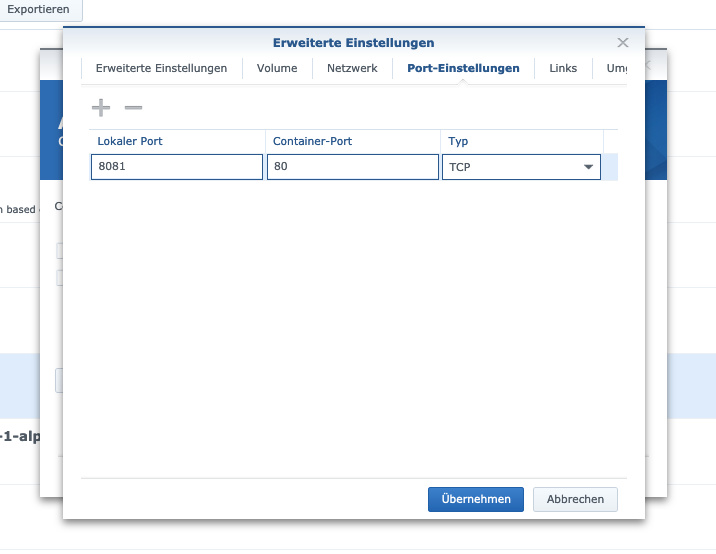 Exportieren
Erweiterte Einstellungen
Erweiterte Einstellungen Volume Netzwerk Port-Einstellungen Links
Lokaler Port Container-Port Typ
8081 80 TCP
n based
-1-alp
Übernehmen Abbrechen